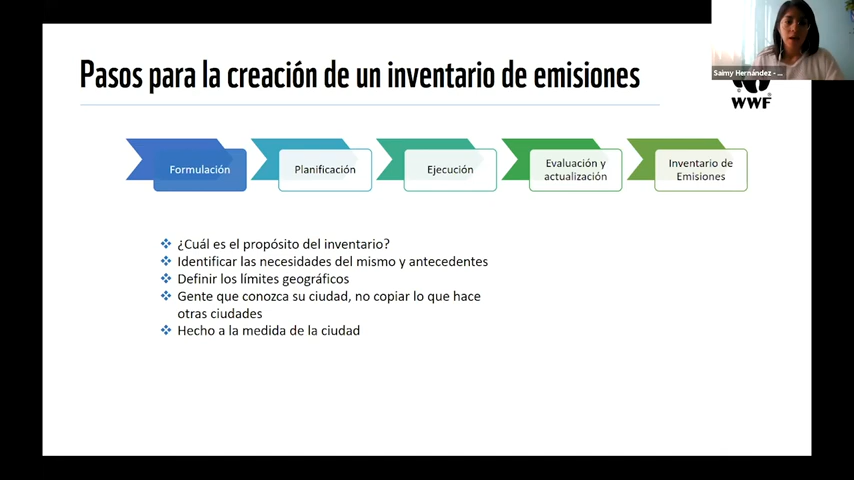 Saimy Hernández - ...
Pasos para la creación de un inventario de emisiones
WWF
Formulación
Planificación
Ejecución
Evaluación y
actualización
Inventario de
Emisiones
¿Cuál es el propósito del inventario?
Identificar las necesidades del mismo y antecedentes
Definir los límites geográficos
Gente que conozca su ciudad, no copiar lo que hace
otras ciudades
Hecho a la medida de la ciudad